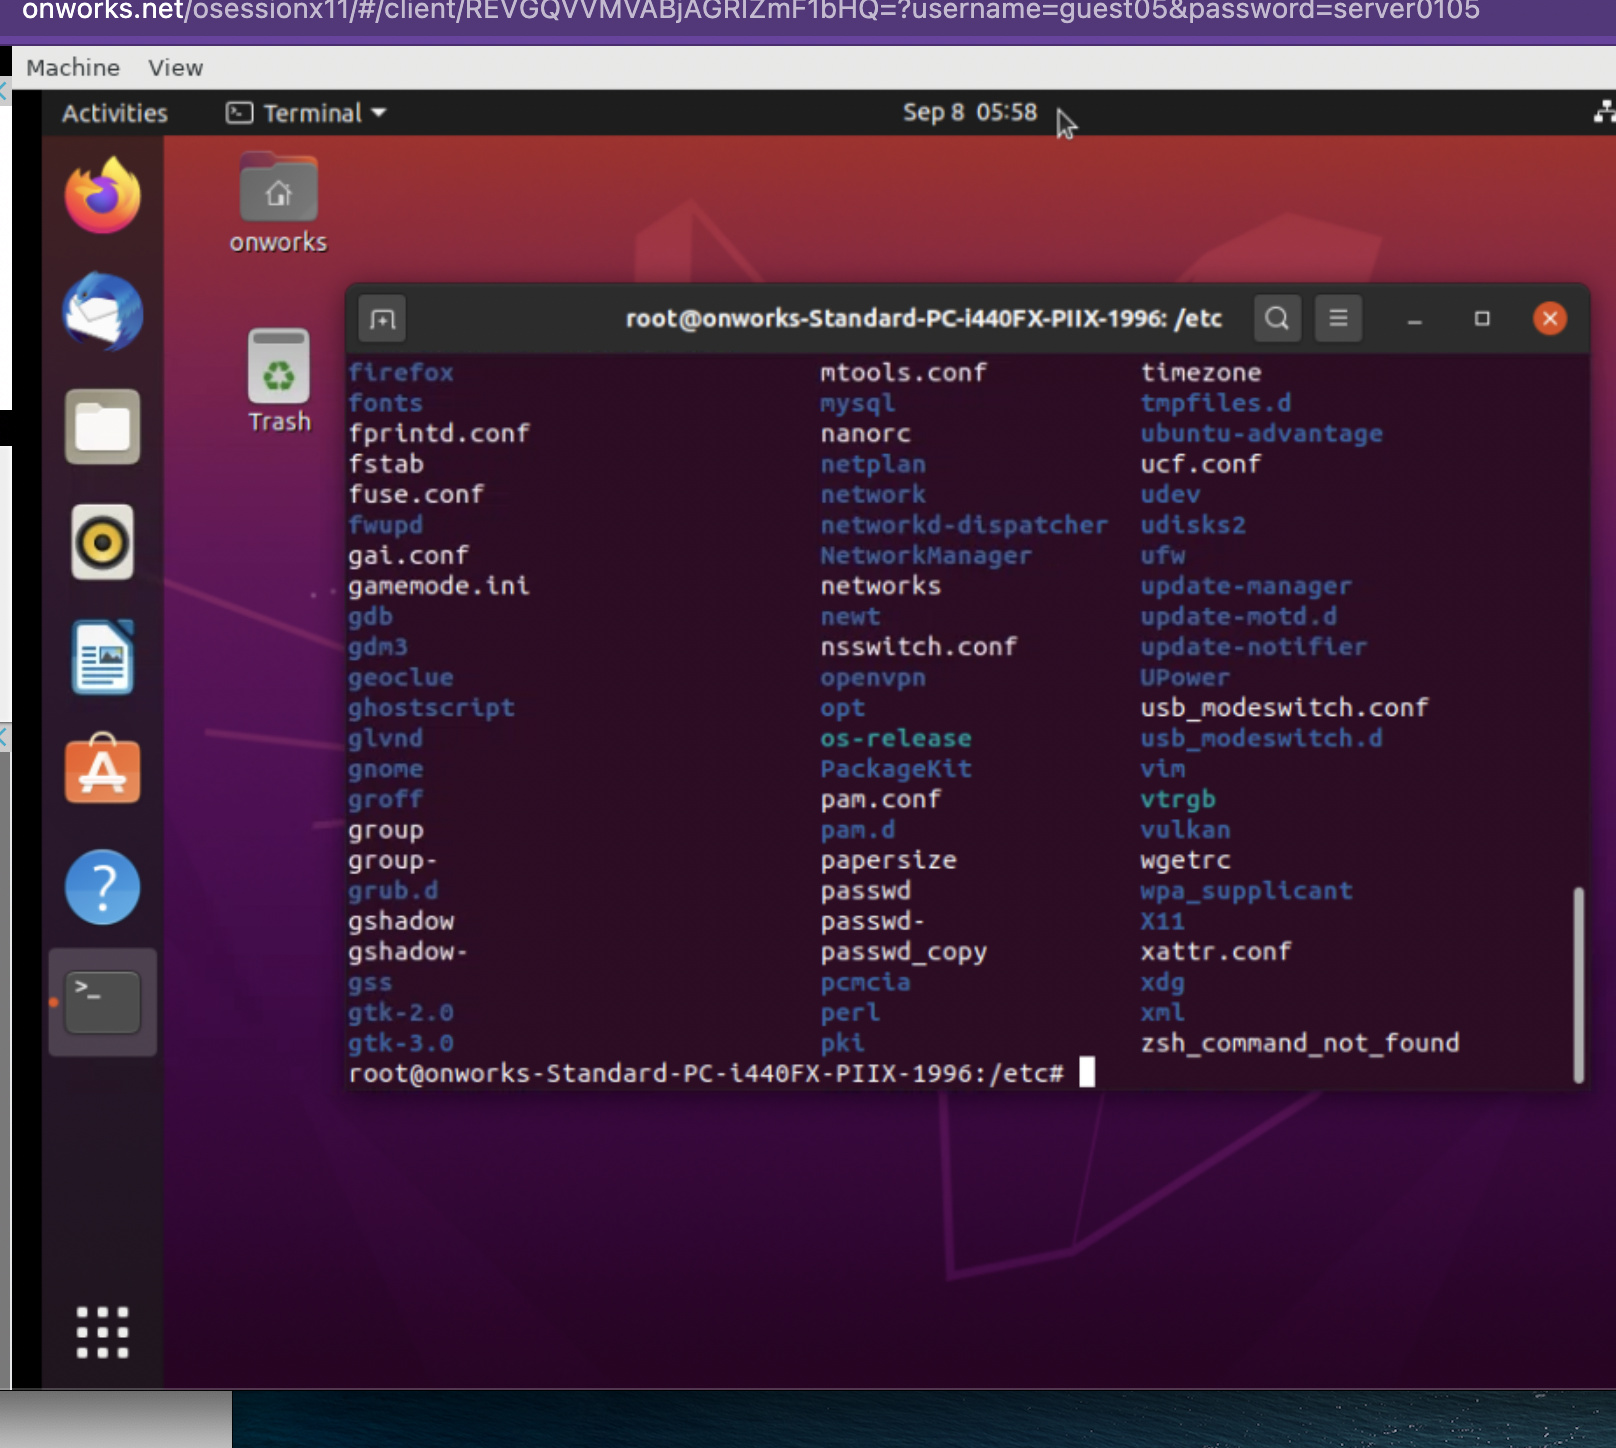 onworks.net/osessionx11/#/client/REVGQVVMVABjAGRIZmF1bHQ=?username=guest05&password=server0105
Machine View
Activities Terminal Sep 8 05:58
onworks
Trash
root@onworks-Standard-PC-i440FX-PIIX-1996: /etc
firefox mtools.conf timezone
fonts mysql tmpfiles.d
fprintd.conf nanorc ubuntu-advantage
fstab netplan ucf.conf
fuse.conf network udev
fwupd networkd-dispatcher udisks2
gai.conf NetworkManager ufw
gamemode.ini networks update-manager
gdb newt update-motd.d
gdm3 nsswitch.conf update-notifier
geoclue openvpn UPower
ghostscript opt usb_modeswitch.conf
glvnd os-release usb_modeswitch.d
gnome PackageKit vim
groff pam.conf vtrgb
group pam.d vulkan
group- papersize wgetrc
grub.d passwd wpa_supplicant
gshadow passwd- X11
gshadow- passwd_copy xattr.conf
gss pcmcia xdg
gtk-2.0 perl xml
gtk-3.0 pki zsh_command_not_found
root@onworks-Standard-PC-i440FX-PIIX-1996:/etc#